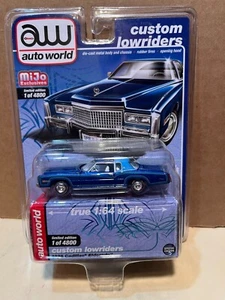 aw
auto world
custom
lowriders
die-cast metal body and chassis • rubber tires • opening hood
MiJo
Exclusives
limited edition
1 of 4800
true 1:64 scale
auto world
limited edition
1 of 4800
custom lowriders